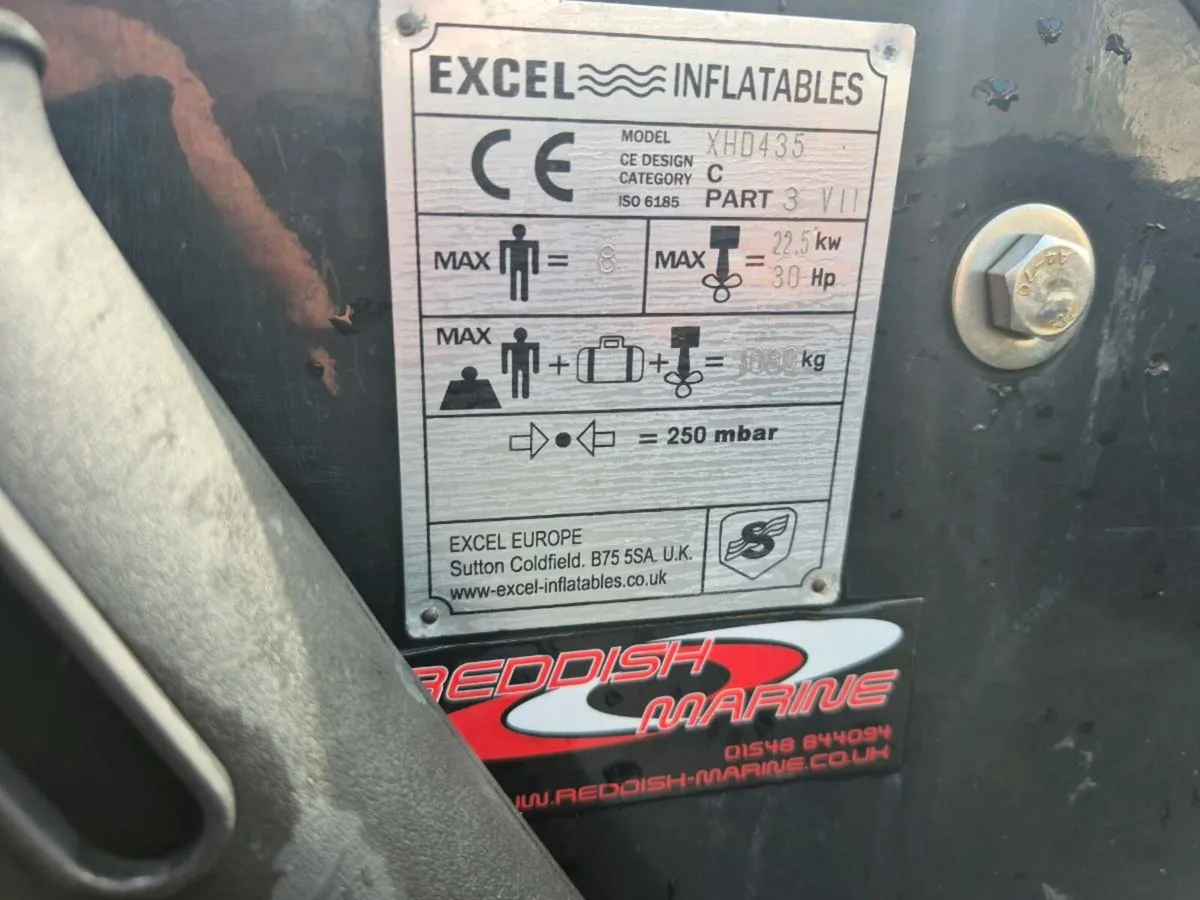 EXCEL INFLATABLES
CE
MODEL XHD435
CE DESIGN CATEGORY C
ISO 6185 PART 3 VII
MAX = 8
MAX = 22.5 kw
30 Hp
MAX
+ + = kg
= 250 mbar
EXCEL EUROPE
Sutton Coldfield. B75 5SA. U.K.
www-excel-inflatables.co.uk
S
REDDISH
MARINE
01548 844094
WW.REDDISH-MARINE.CO.UK